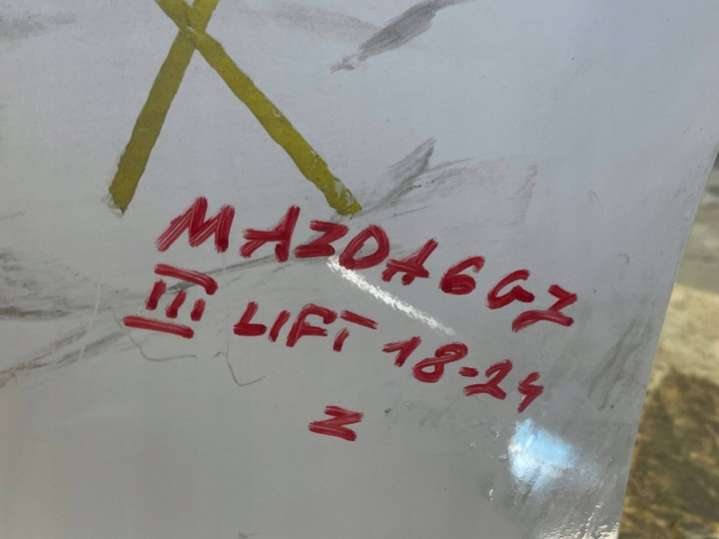 MAZDA 6 GJ
III LIFT 18-24
Z